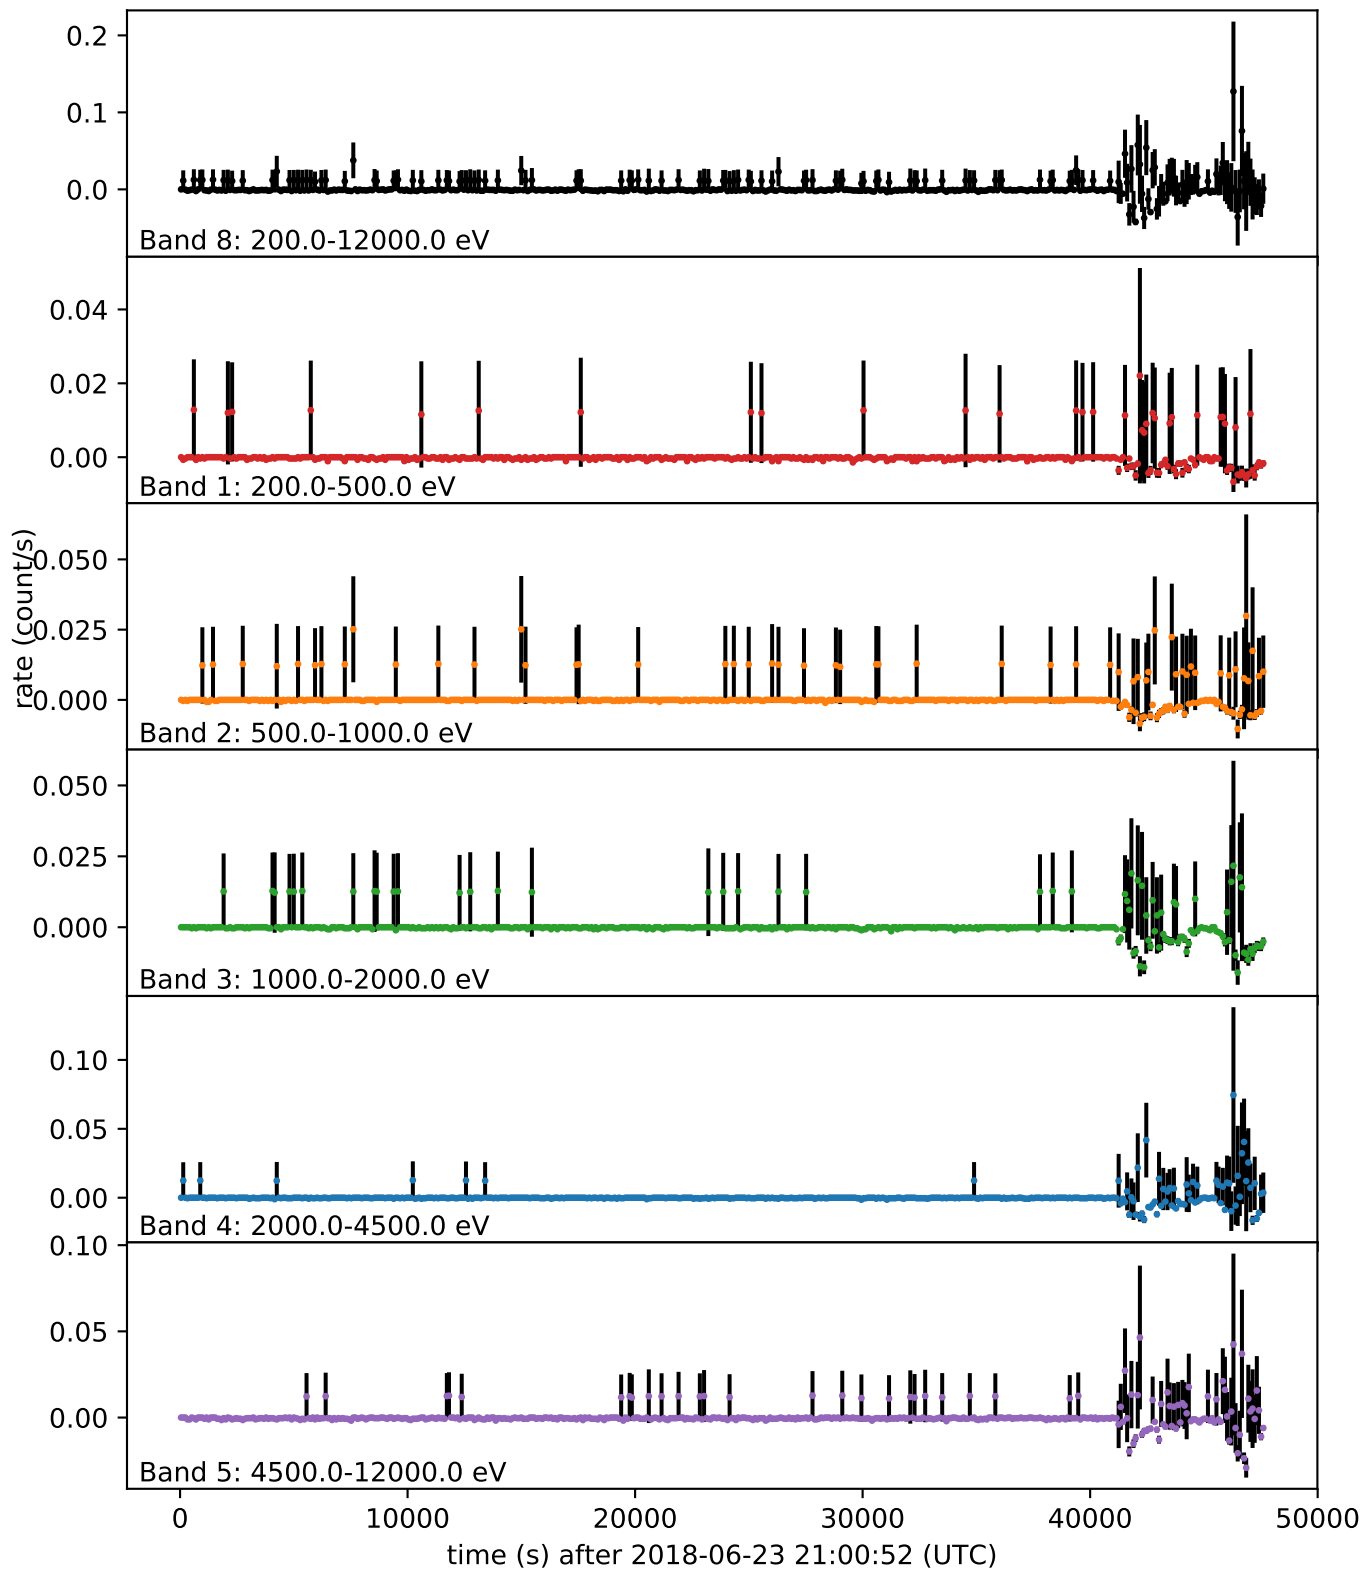 0.2
0.1
0.0
Band 8: 200.0-12000.0 eV
0.04
0.02
0.00
Band 1: 200.0-500.0 eV
rate (count/s)
0.050
0.025
0.000
Band 2: 500.0-1000.0 eV
0.050
0.025
0.000
Band 3: 1000.0-2000.0 eV
0.10
0.05
0.00
Band 4: 2000.0-4500.0 eV
0.10
0.05
0.00
Band 5: 4500.0-12000.0 eV
0 10000 20000 30000 40000 50000
time (s) after 2018-06-23 21:00:52 (UTC)